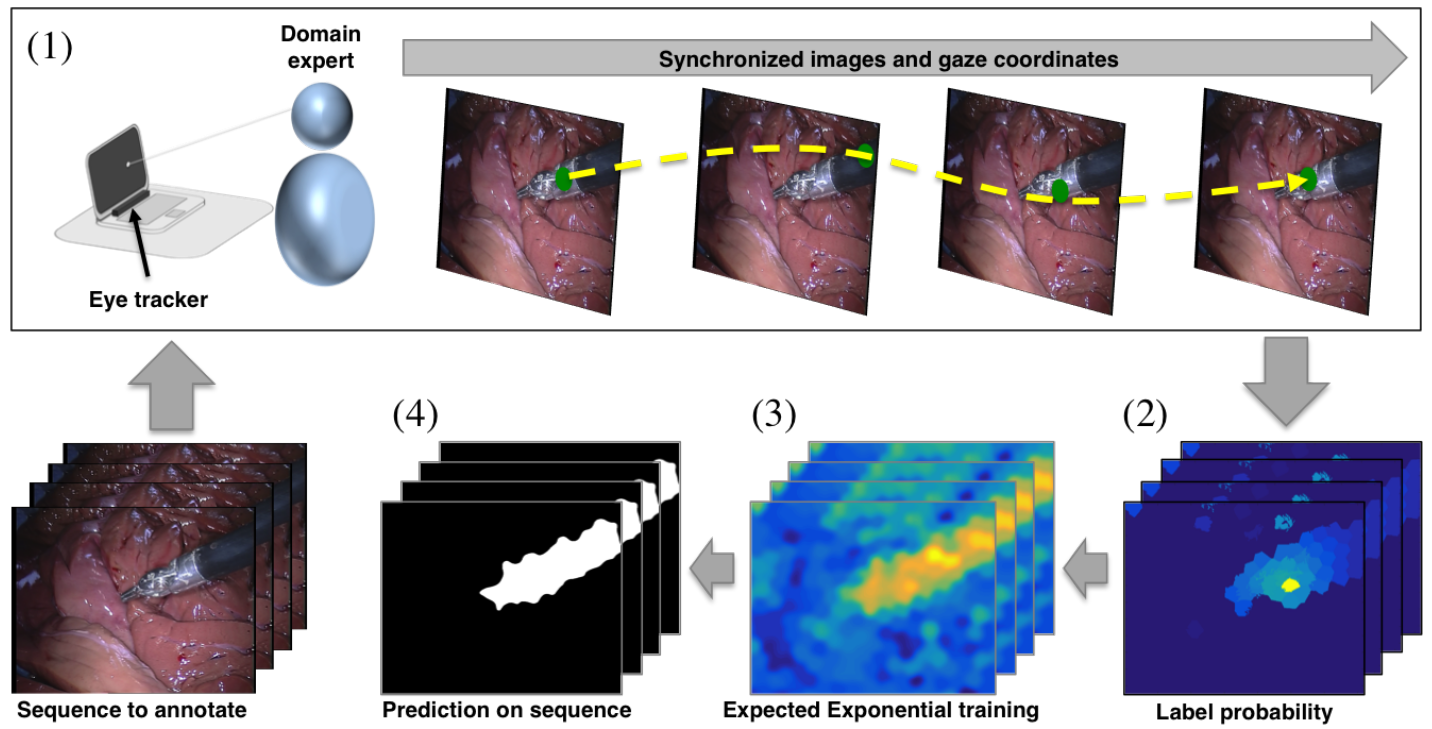 (1)
Domain
expert
Synchronized images and gaze coordinates
Eye tracker
(4)
(3)
(2)
Sequence to annotate
Prediction on sequence
Expected Exponential training
Label probability